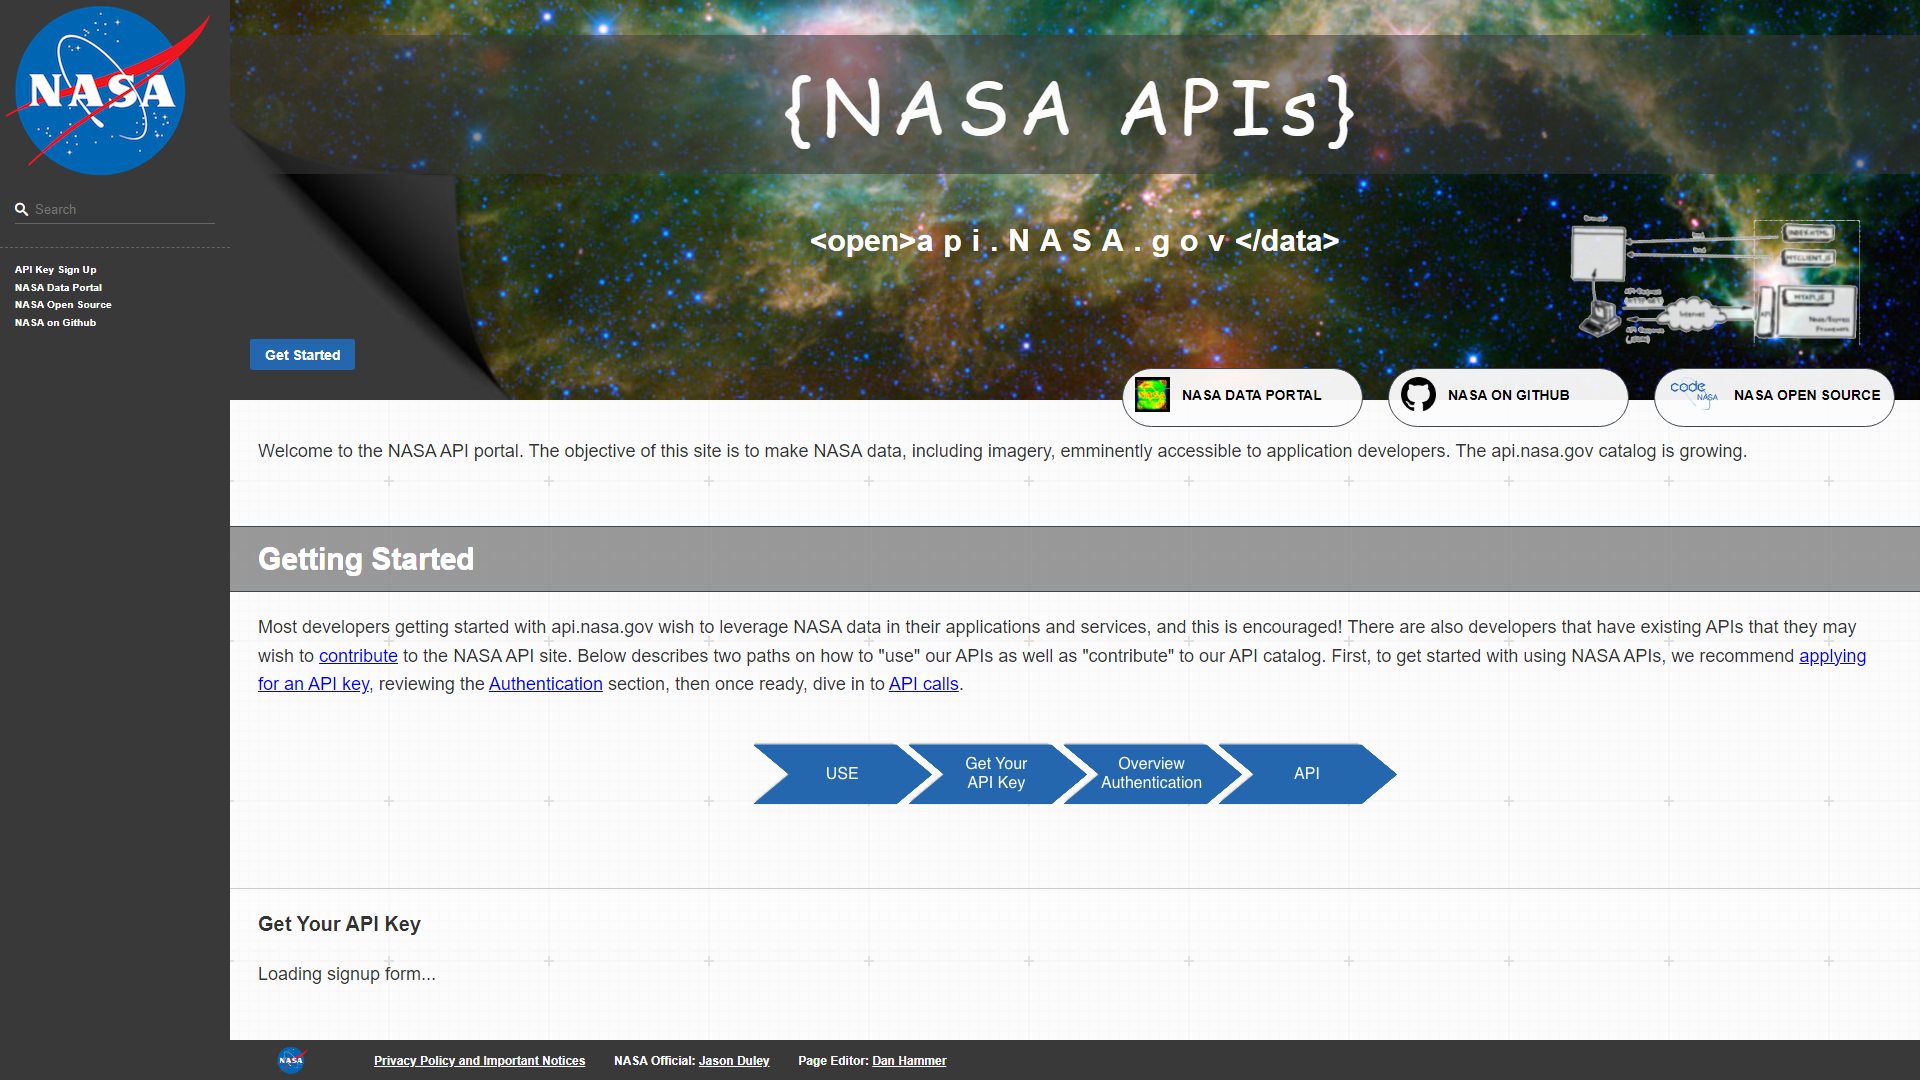 NASA
Search
API Key Sign Up
NASA Data Portal
NASA Open Source
NASA on Github
{NASA APIs}
<open>a p i . N A S A . g o v </data>
INDEX.HTML
MYCLIENT.JS
MYAPI.JS
Internet
Node/Express
Get Started
NASA DATA PORTAL
NASA ON GITHUB
code
NASA
NASA OPEN SOURCE
Welcome to the NASA API portal. The objective of this site is to make NASA data, including imagery, emminently accessible to application developers. The api.nasa.gov catalog is growing.
Getting Started
Most developers getting started with api.nasa.gov wish to leverage NASA data in their applications and services, and this is encouraged! There are also developers that have existing APIs that they may
wish to contribute to the NASA API site. Below describes two paths on how to "use" our APIs as well as "contribute" to our API catalog. First, to get started with using NASA APIs, we recommend applying
for an API key, reviewing the Authentication section, then once ready, dive in to API calls.
USE
Get Your
API Key
Overview
Authentication
API
Get Your API Key
Loading signup form...
NASA
Privacy Policy and Important Notices
NASA Official: Jason Duley
Page Editor: Dan Hammer